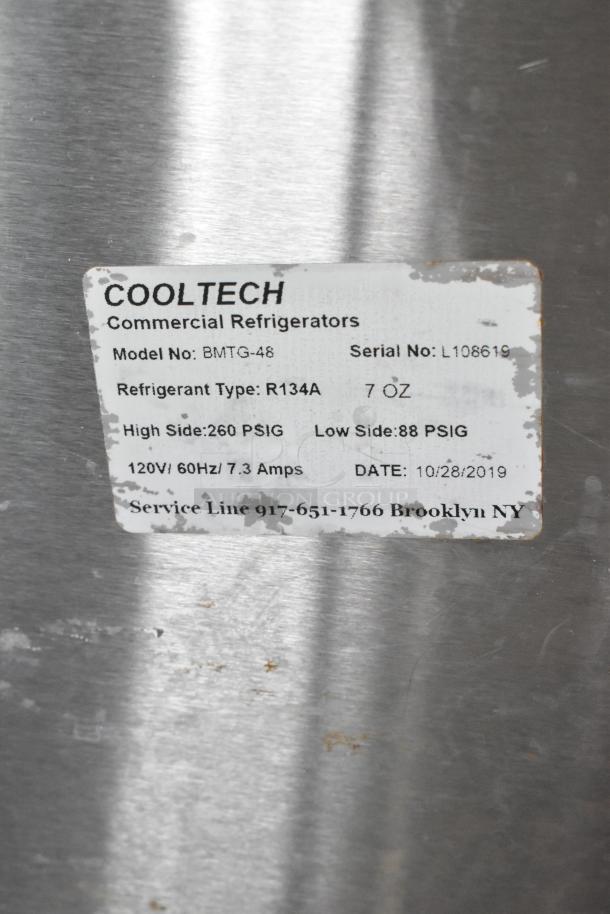 COOLTECH
Commercial Refrigerators
Model No: BMTG-48 Serial No: L108619
Refrigerant Type: R134A 7 OZ
High Side:260 PSIG Low Side:88 PSIG
120V/ 60Hz/ 7.3 Amps DATE: 10/28/2019
AUCTION GROUP
Service Line 917-651-1766 Brooklyn NY